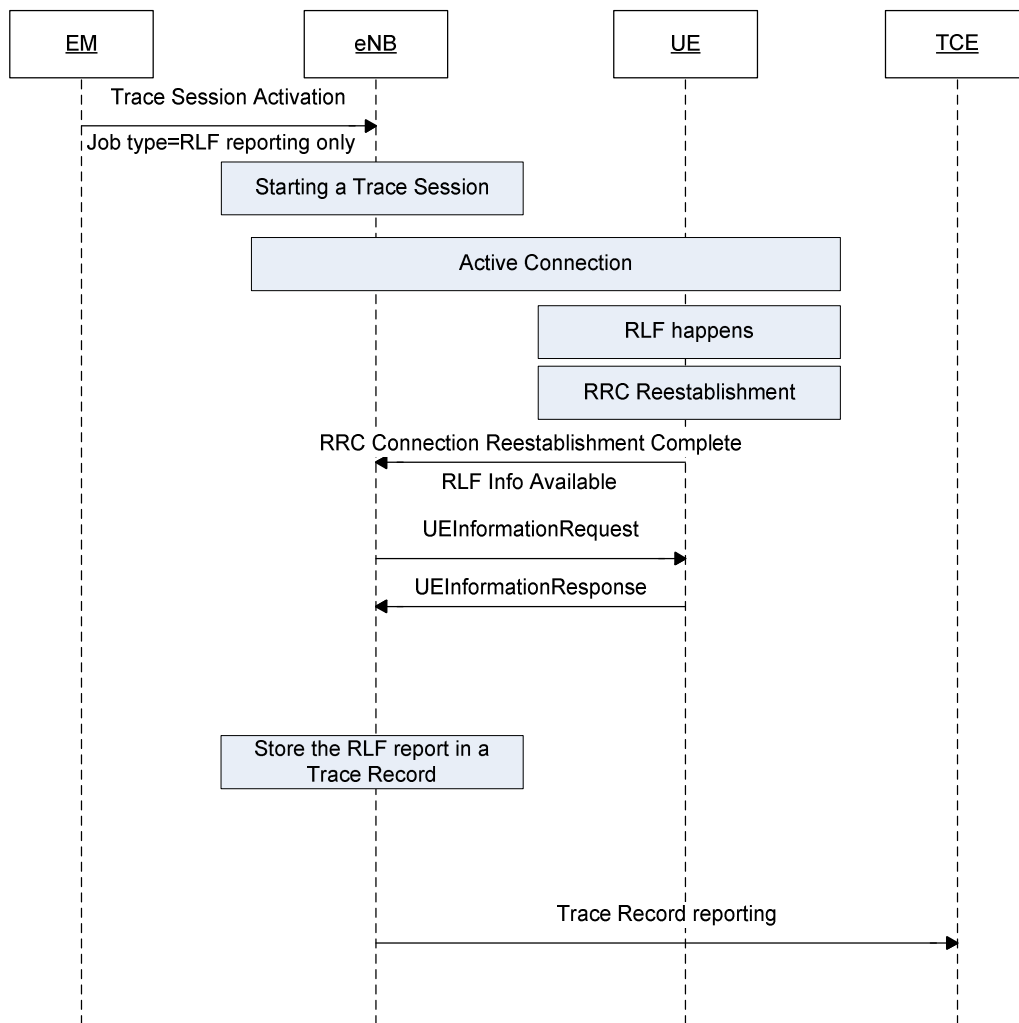 EM
eNB
UE
TCE
Trace Session Activation
Job type=RLF reporting only
Starting a Trace Session
Active Connection
RLF happens
RRC Reestablishment
RRC Connection Reestablishment Complete
RLF Info Available
UEInformationRequest
UEInformationResponse
Store the RLF report in a
Trace Record
Trace Record reporting